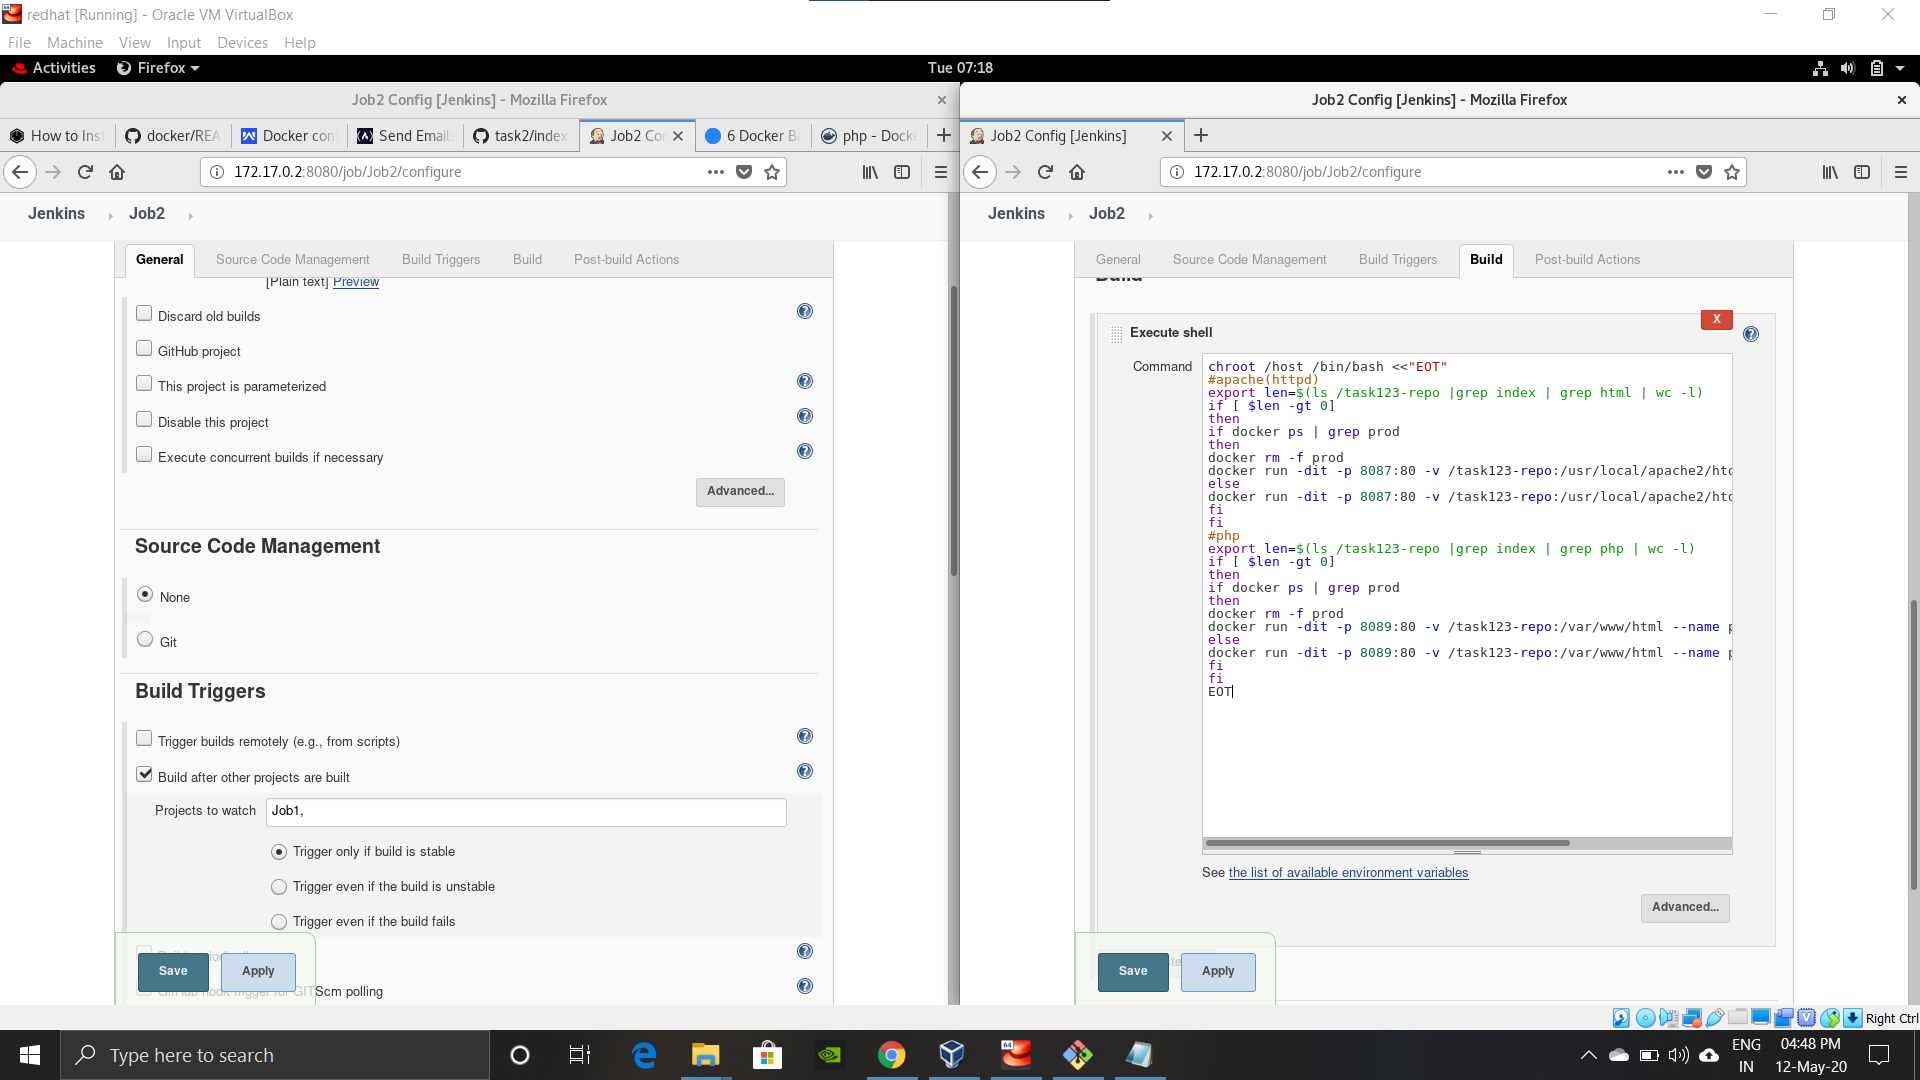 redhat [Running] - Oracle VM VirtualBox
File Machine View Input Devices Help
Activities Firefox Tue 07:18
Job2 Config [Jenkins] - Mozilla Firefox
How to Ins docker/REA Docker con Send Email task2/index Job2 Co 6 Docker B php - Dock
172.17.0.2:8080/job/Job2/configure
Jenkins Job2
General Source Code Management Build Triggers Build Post-build Actions
[Plain text] Preview
Discard old builds
GitHub project
This project is parameterized
Disable this project
Execute concurrent builds if necessary
Advanced...
Source Code Management
None
Git
Build Triggers
Trigger builds remotely (e.g., from scripts)
Build after other projects are built
Projects to watch Job1,
Trigger only if build is stable
Trigger even if the build is unstable
Trigger even if the build fails
Save Apply
GitHub hook trigger for GITScm polling
Job2 Config [Jenkins] - Mozilla Firefox
Job2 Config [Jenkins]
172.17.0.2:8080/job/Job2/configure
Jenkins Job2
General Source Code Management Build Triggers Build Post-build Actions
Build
X
Execute shell
Command
chroot /host /bin/bash <<"EOT"
#apache(httpd)
export len=$(ls /task123-repo |grep index | grep html | wc -l)
if [ $len -gt 0]
then
if docker ps | grep prod
then
docker rm -f prod
docker run -dit -p 8087:80 -v /task123-repo:/usr/local/apache2/htd
else
docker run -dit -p 8087:80 -v /task123-repo:/usr/local/apache2/htd
fi
fi
#php
export len=$(ls /task123-repo |grep index | grep php | wc -l)
if [ $len -gt 0]
then
if docker ps | grep prod
then
docker rm -f prod
docker run -dit -p 8089:80 -v /task123-repo:/var/www/html --name p
else
docker run -dit -p 8089:80 -v /task123-repo:/var/www/html --name p
fi
fi
EOT
See the list of available environment variables
Advanced...
Save Apply
Right Ctrl
Type here to search
ENG
IN
04:48 PM
12-May-20